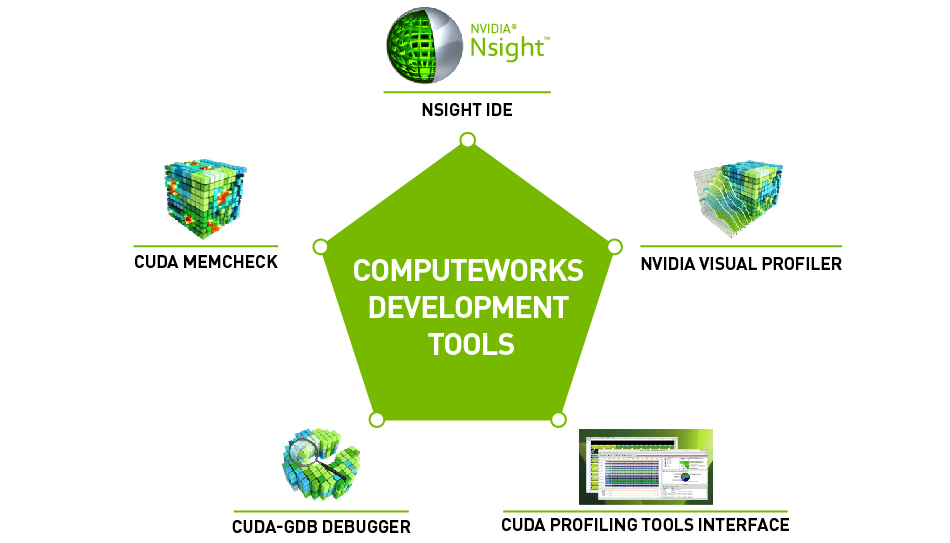 NVIDIA®
Nsight™
NSIGHT IDE
CUDA MEMCHECK
NVIDIA VISUAL PROFILER
COMPUTEWORKS
DEVELOPMENT
TOOLS
CUDA-GDB DEBUGGER
CUDA PROFILING TOOLS INTERFACE